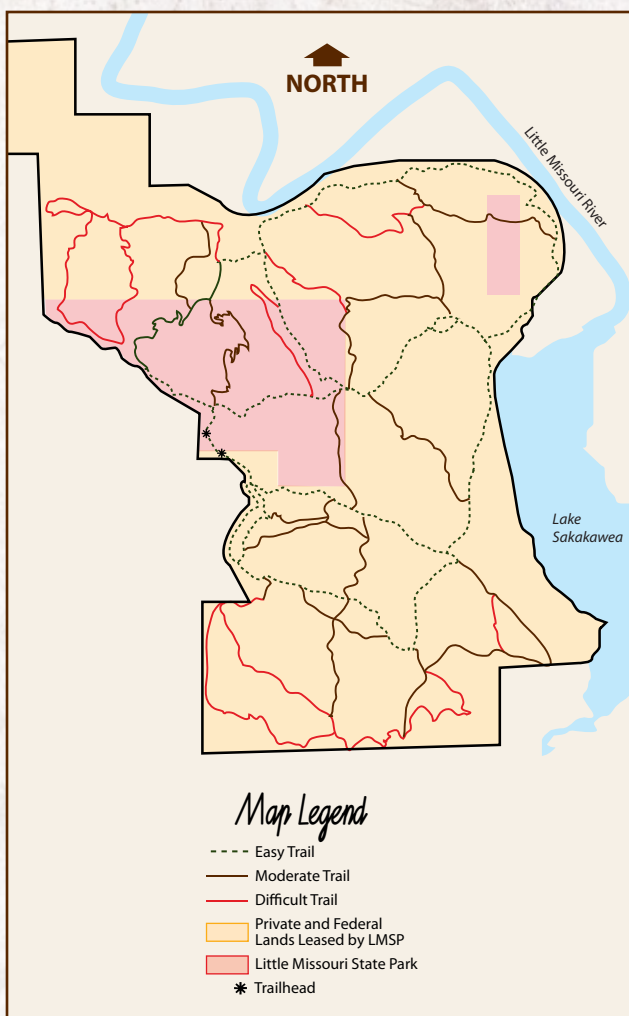 NORTH
Little Missouri River
Lake
Sakakawea
Map Legend
Easy Trail
Moderate Trail
Difficult Trail
Private and Federal
Lands Leased by LMSP
Little Missouri State Park
Trailhead